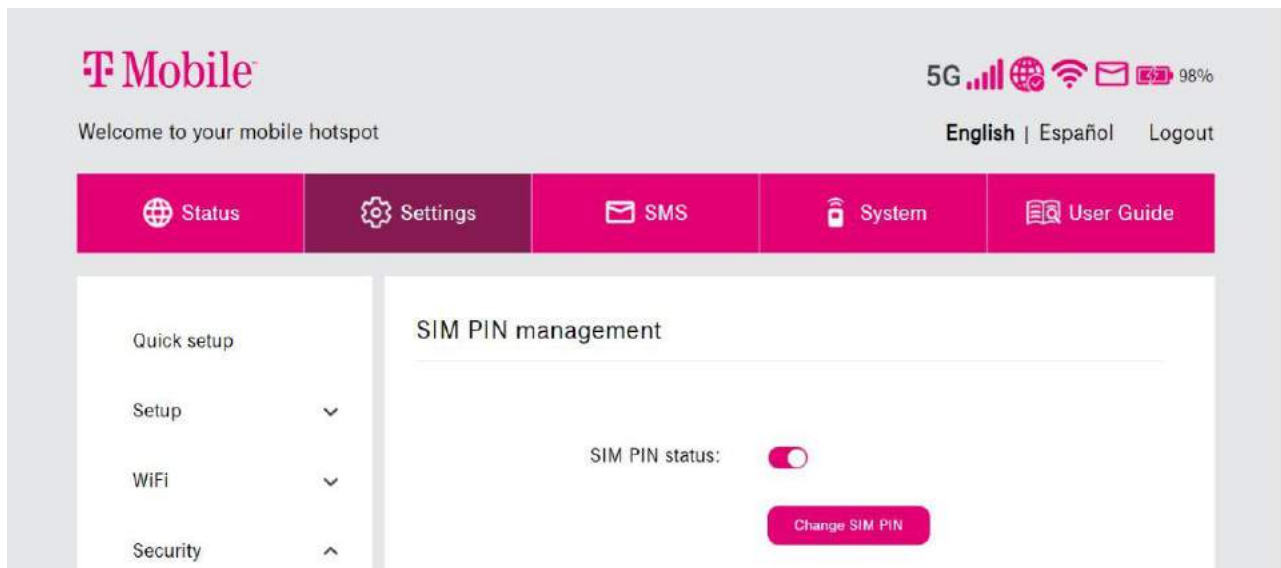 T Mobile™
5G 98%
Welcome to your mobile hotspot
English | Español Logout
Status Settings SMS System User Guide
Quick setup
Setup
WiFi
Security
SIM PIN management
SIM PIN status:
Change SIM PIN